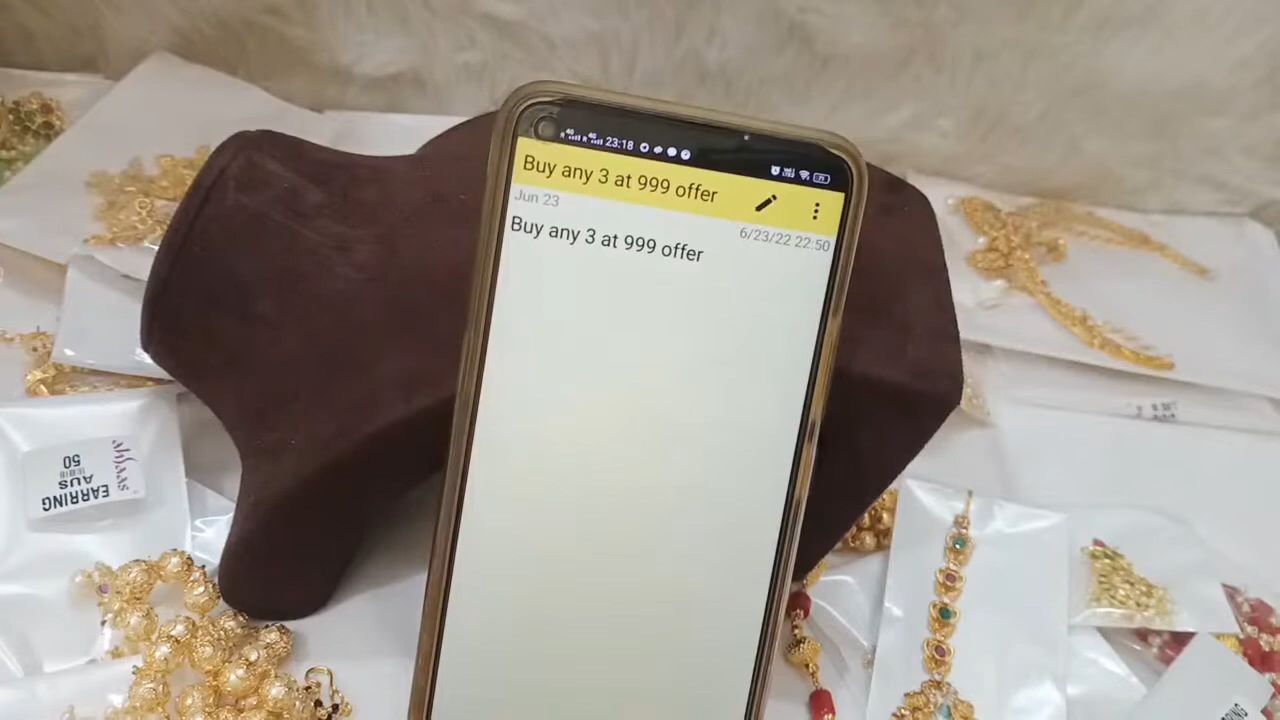 23:18
Buy any 3 at 999 offer
Jun 23
6/23/22 22:50
Buy any 3 at 999 offer
ahsaas
EARRING
AUS
50